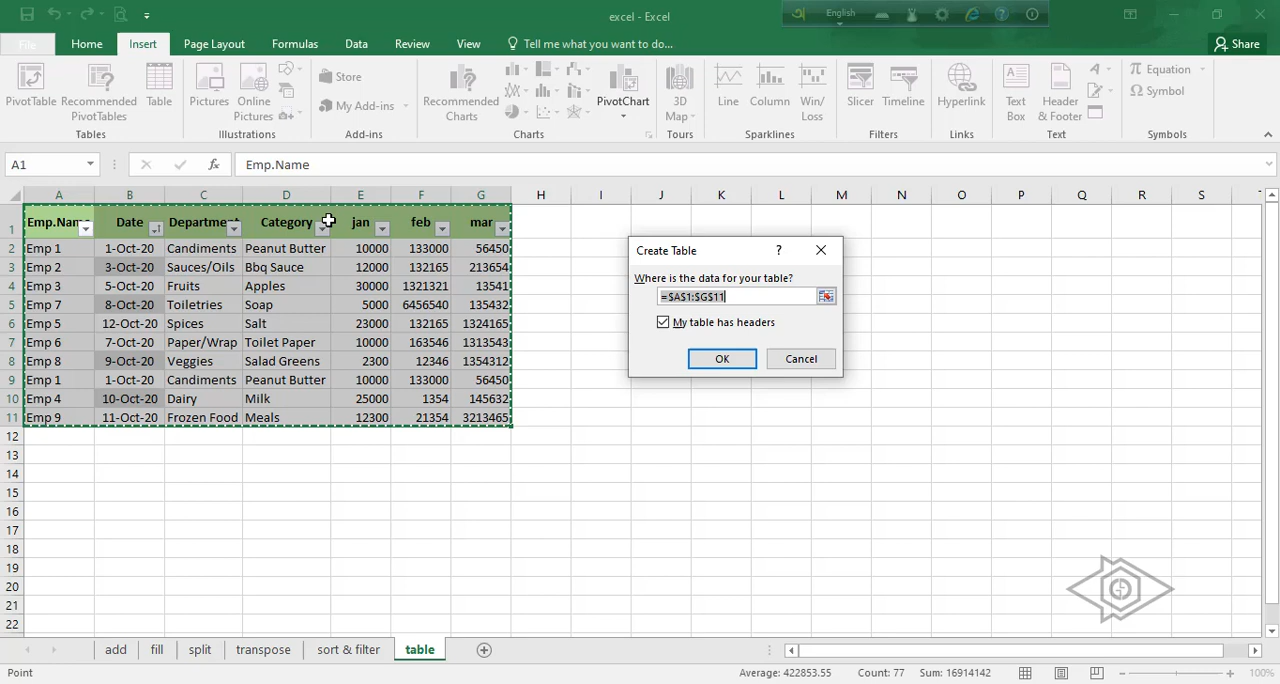 excel - Excel
English
File Home Insert Page Layout Formulas Data Review View Tell me what you want to do... Share
PivotTable Recommended PivotTables Table Pictures Online Pictures Store My Add-ins Recommended Charts PivotChart 3D Map Line Column Win/Loss Slicer Timeline Hyperlink Text Box Header & Footer Equation Symbol
Tables Illustrations Add-ins Charts Tours Sparklines Filters Links Text Symbols
A1 fx Emp.Name
A B C D E F G H I J K L M N O P Q R S
1 Emp.Name Date Department Category jan feb mar
2 Emp 1 1-Oct-20 Candiments Peanut Butter 10000 133000 56450
3 Emp 2 3-Oct-20 Sauces/Oils Bbq Sauce 12000 132165 213654
4 Emp 3 5-Oct-20 Fruits Apples 30000 1321321 13541
5 Emp 7 8-Oct-20 Toiletries Soap 5000 6456540 135432
6 Emp 5 12-Oct-20 Spices Salt 23000 132165 1324165
7 Emp 6 7-Oct-20 Paper/Wrap Toilet Paper 10000 163546 1313543
8 Emp 8 9-Oct-20 Veggies Salad Greens 2300 12346 1354312
9 Emp 1 1-Oct-20 Candiments Peanut Butter 10000 133000 56450
10 Emp 4 10-Oct-20 Dairy Milk 25000 1354 145632
11 Emp 9 11-Oct-20 Frozen Food Meals 12300 21354 3213465
12
13
14
15
16
17
18
19
20
21
22
Create Table ?
Where is the data for your table?
=$A$1:$G$11
My table has headers
OK Cancel
add fill split transpose sort & filter table
Point Average: 422853.55 Count: 77 Sum: 16914142 100%